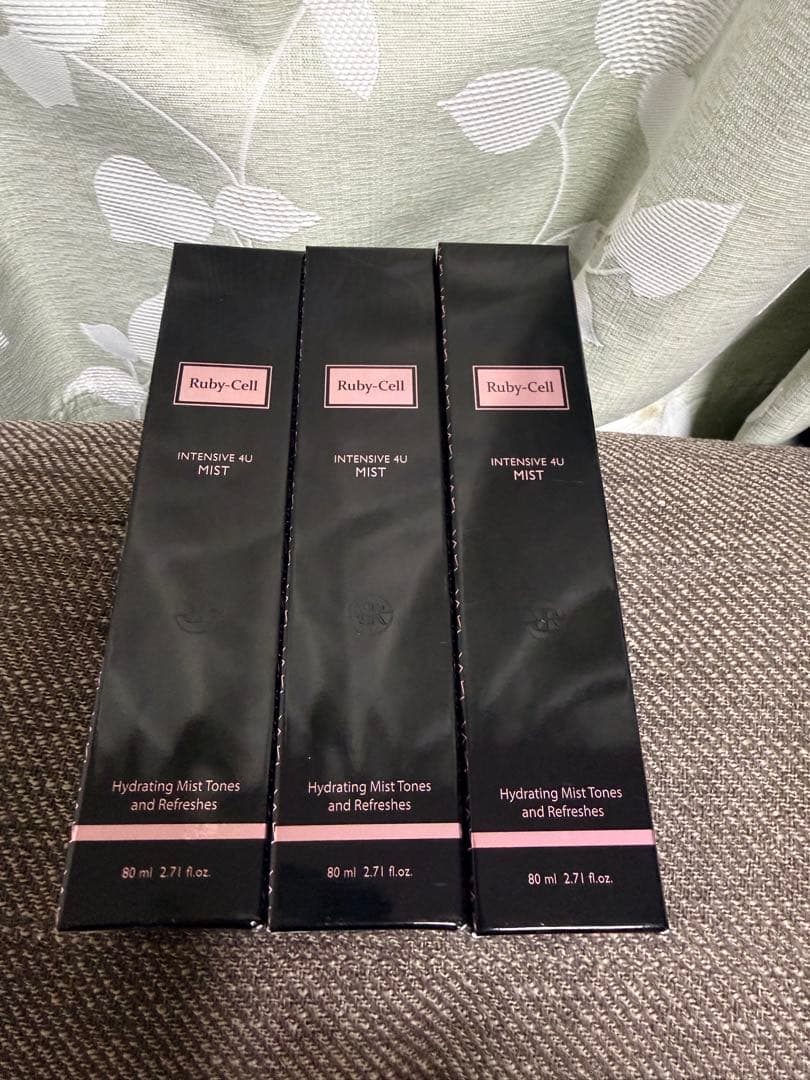 Ruby-Cell
INTENSIVE 4U
MIST
Hydrating Mist Tones
and Refreshes
80 ml 2.71 fl.oz.
Ruby-Cell
INTENSIVE 4U
MIST
Hydrating Mist Tones
and Refreshes
80 ml 2.71 fl.oz.
Ruby-Cell
INTENSIVE 4U
MIST
Hydrating Mist Tones
and Refreshes
80 ml 2.71 fl.oz.